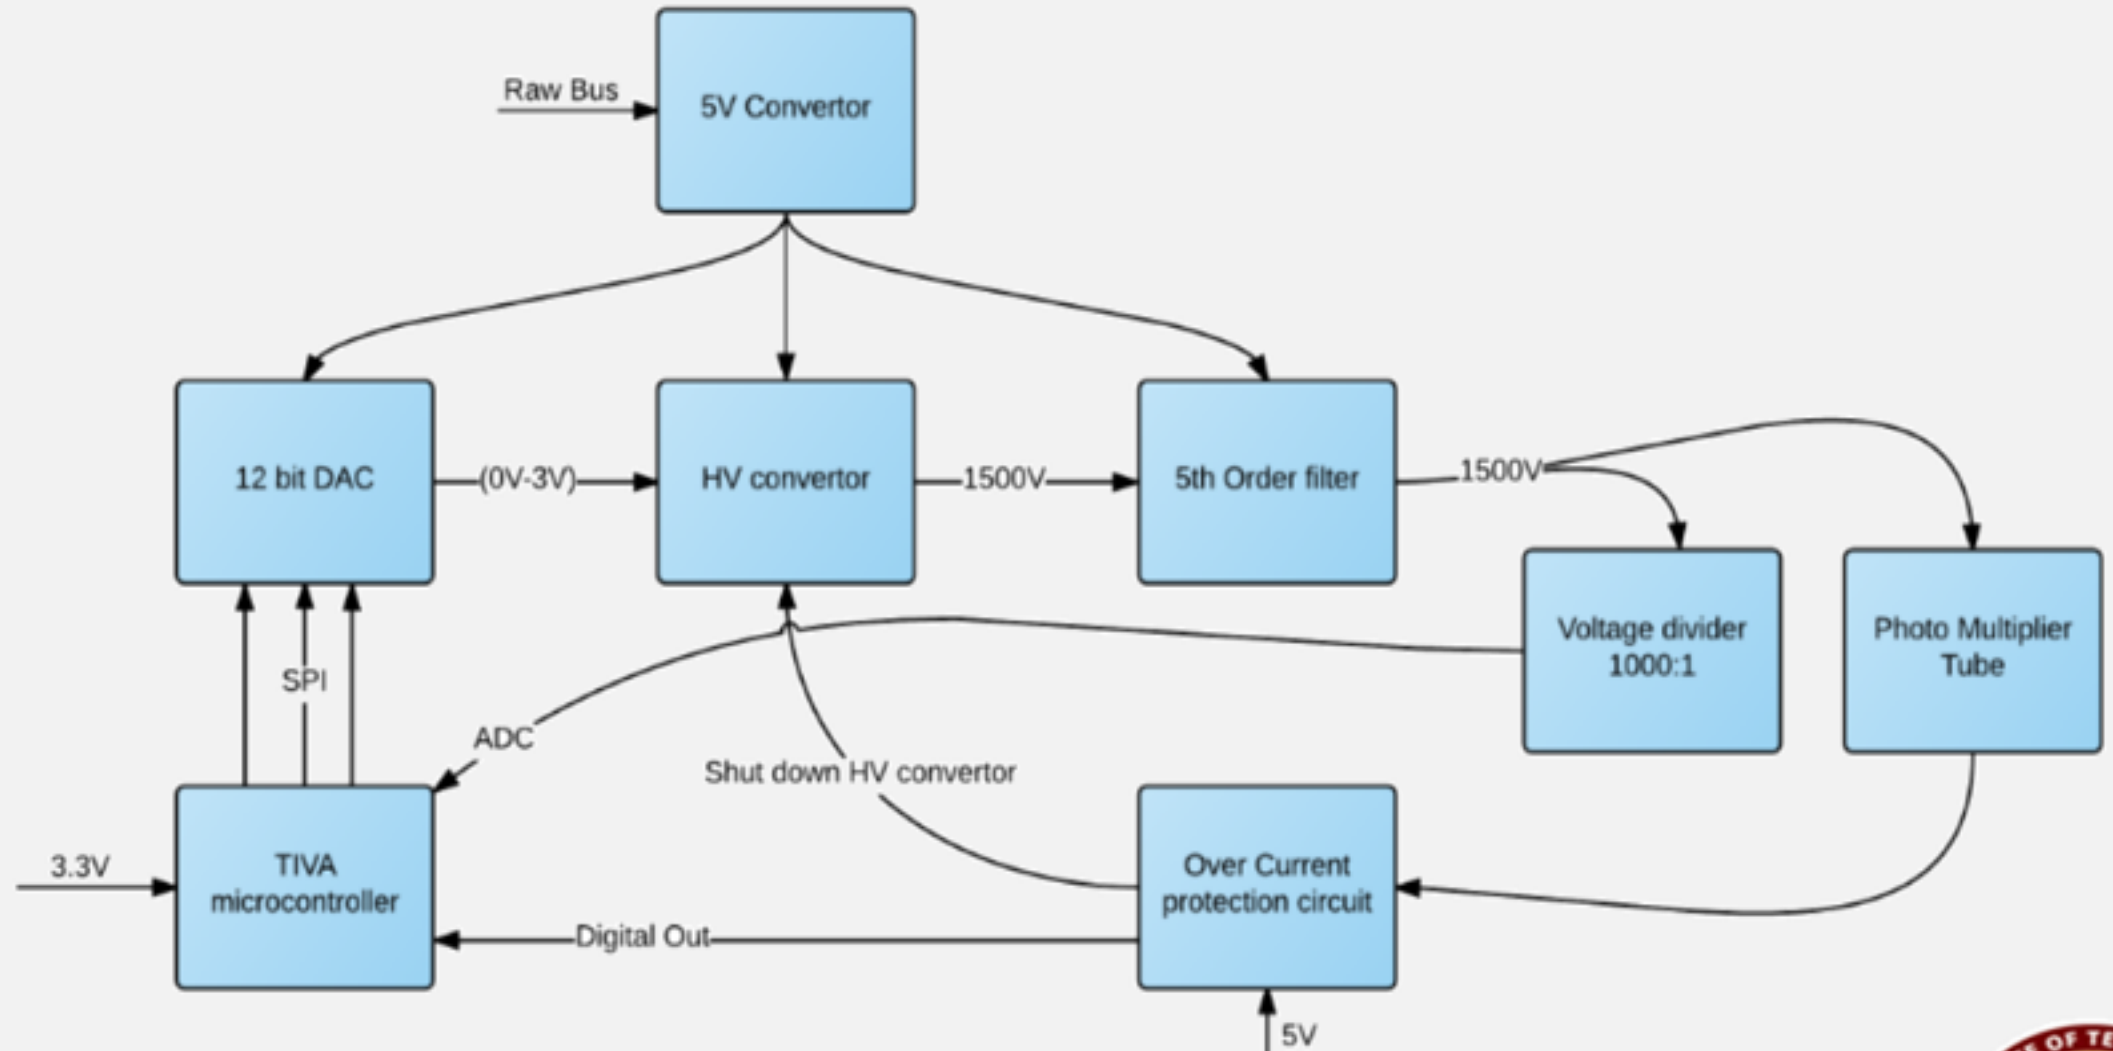 Raw Bus
5V Convertor
12 bit DAC
(0V-3V)
HV convertor
1500V
5th Order filter
1500V
Voltage divider
1000:1
Photo Multiplier
Tube
SPI
ADC
Shut down HV convertor
3.3V
TIVA
microcontroller
Over Current
protection circuit
Digital Out
5V
OF TE